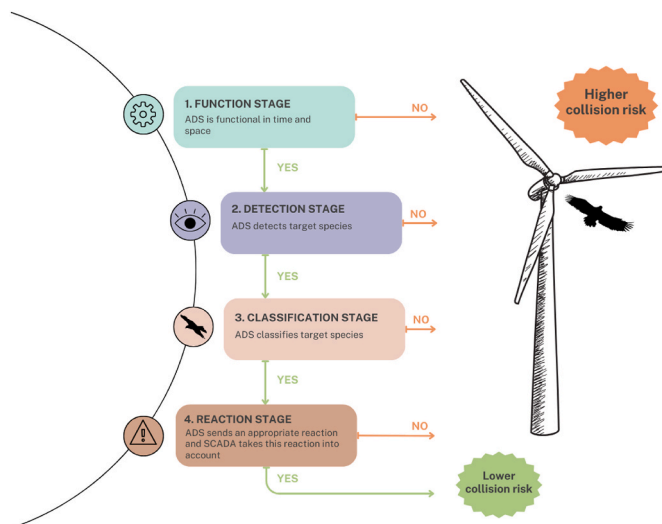 1. FUNCTION STAGE
ADS is functional in time and
space
NO
Higher
collision risk
YES
2. DETECTION STAGE
ADS detects target species
NO
YES
3. CLASSIFICATION STAGE
ADS classifies target species
NO
YES
4. REACTION STAGE
ADS sends an appropriate reaction
and SCADA takes this reaction into
account
NO
YES
Lower
collision risk